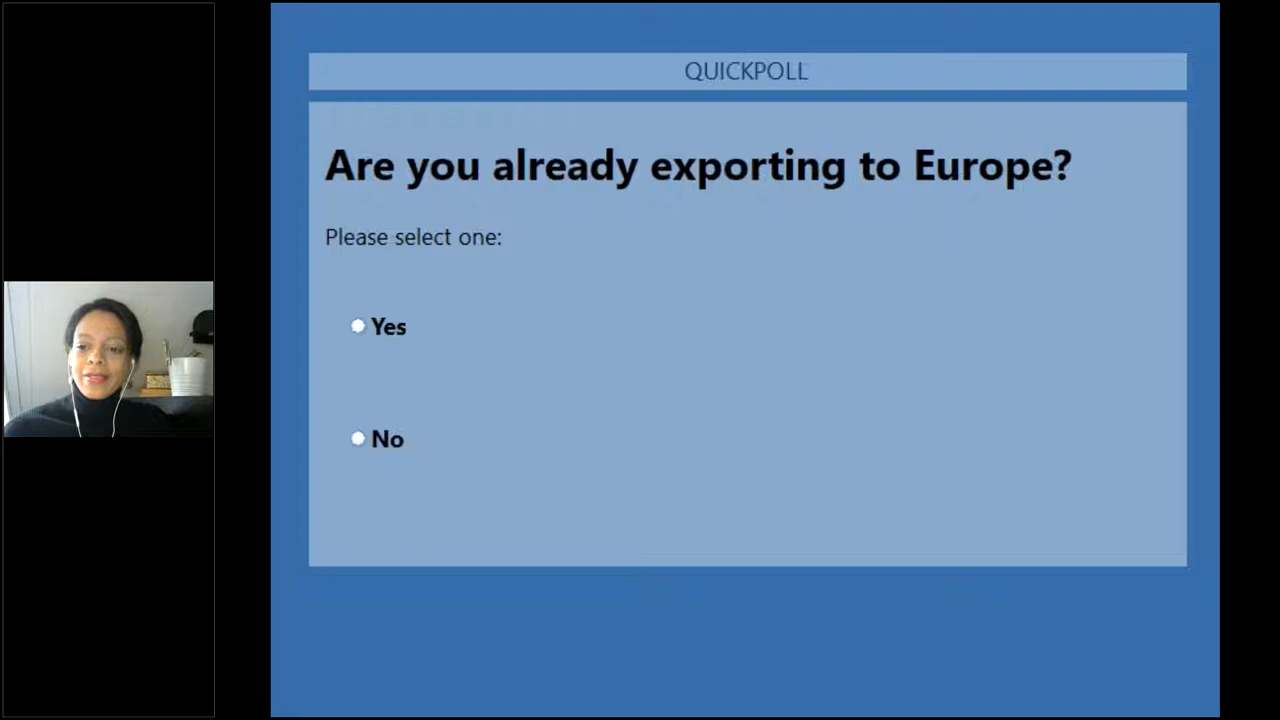 QUICKPOLL
Are you already exporting to Europe?
Please select one:
Yes
No